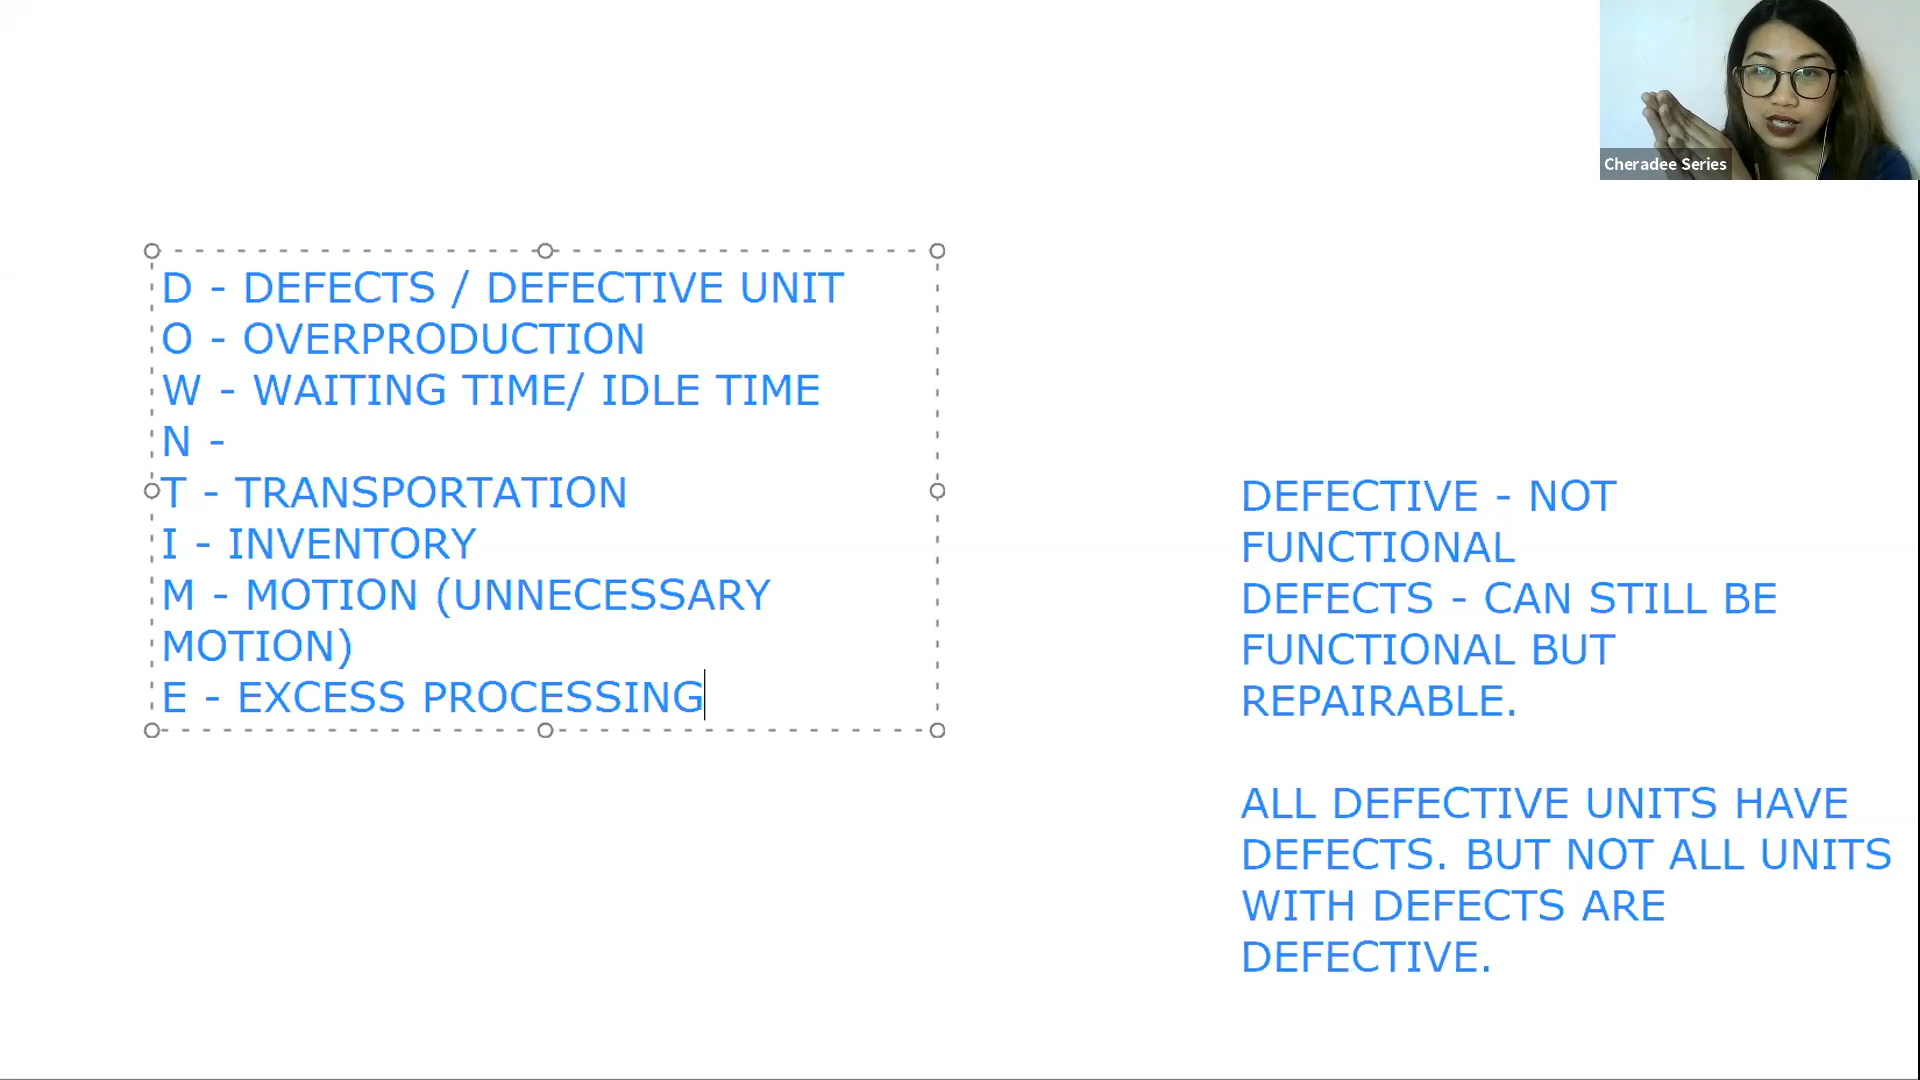 Cheradee Series
D - DEFECTS / DEFECTIVE UNIT
O - OVERPRODUCTION
W - WAITING TIME/ IDLE TIME
N -
T - TRANSPORTATION
I - INVENTORY
M - MOTION (UNNECESSARY
MOTION)
E - EXCESS PROCESSING
DEFECTIVE - NOT
FUNCTIONAL
DEFECTS - CAN STILL BE
FUNCTIONAL BUT
REPAIRABLE.
ALL DEFECTIVE UNITS HAVE
DEFECTS. BUT NOT ALL UNITS
WITH DEFECTS ARE
DEFECTIVE.